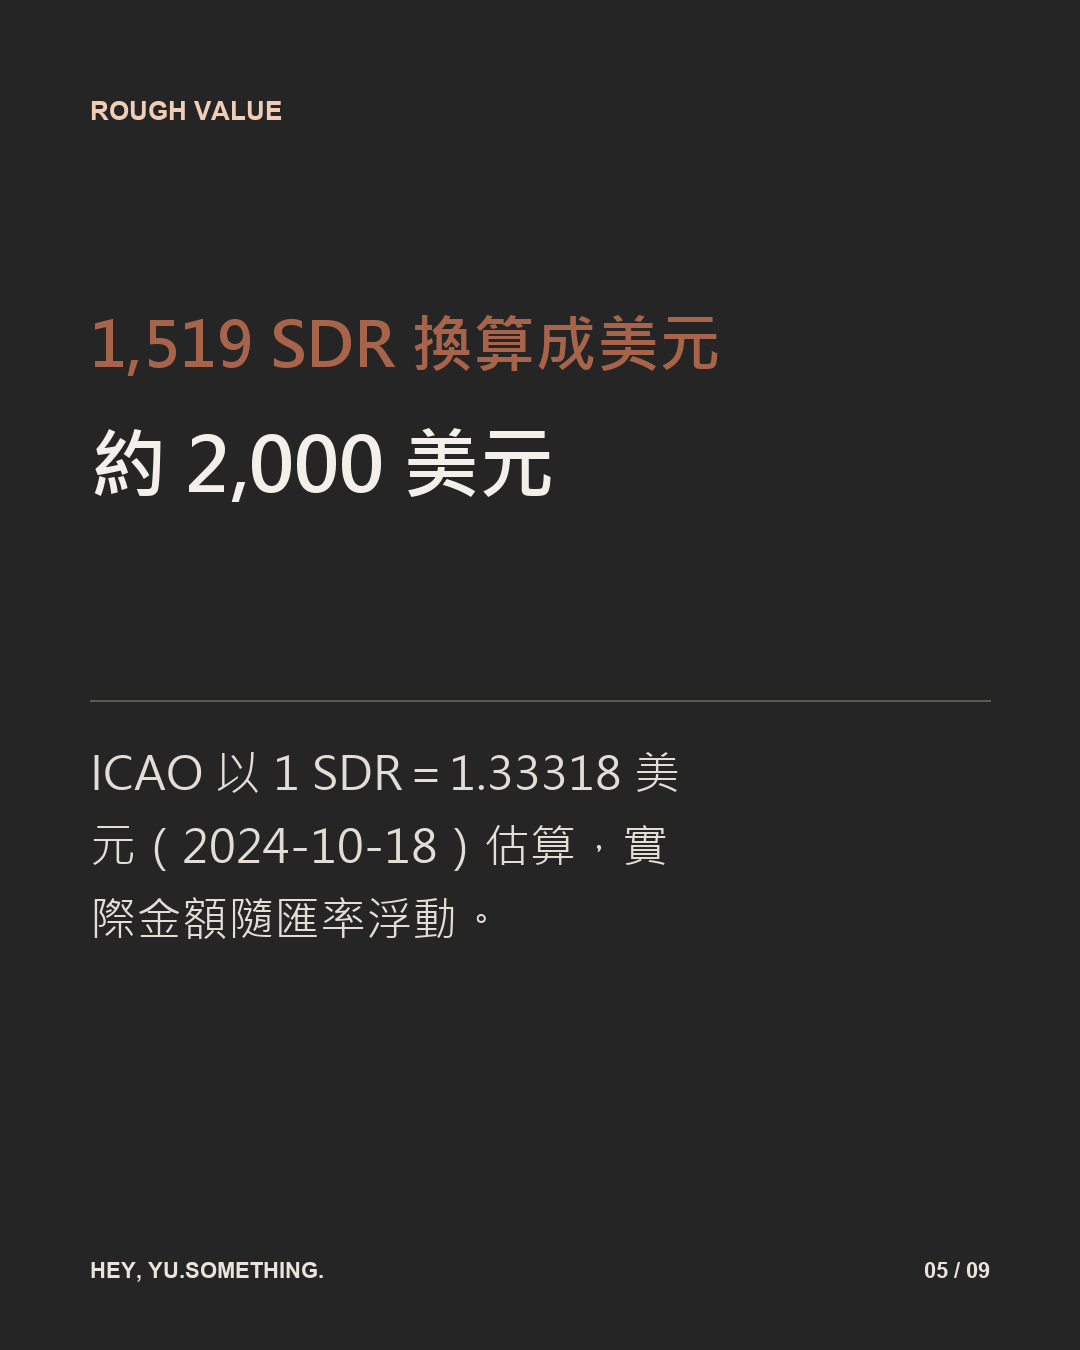 ROUGH VALUE
1,519 SDR 換算成美元
約 2,000 美元
ICAO 以 1 SDR = 1.33318 美
元（2024-10-18）估算，實
際金額隨匯率浮動。
HEY, YU.SOMETHING.
05 / 09